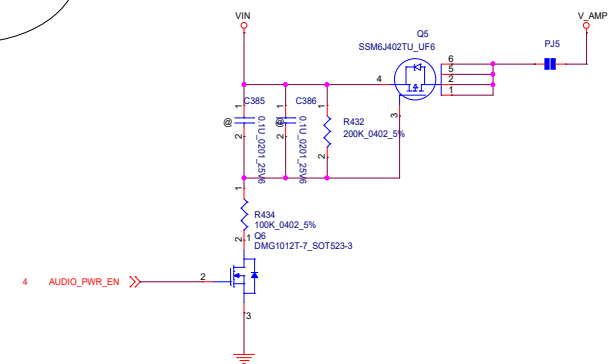 VIN
V_AMP
Q5
SSM6J402TU_UF6
PJ5
6
5
4
2
1
3
C385
C386
1
1
1
@
@
0.1U_0201_25V6
0.1U_0201_25V6
R432
200K_0402_5%
2
2
2
1
R434
100K_0402_5%
2
1
Q6
DMG1012T-7_SOT523-3
4 AUDIO_PWR_EN
2
3